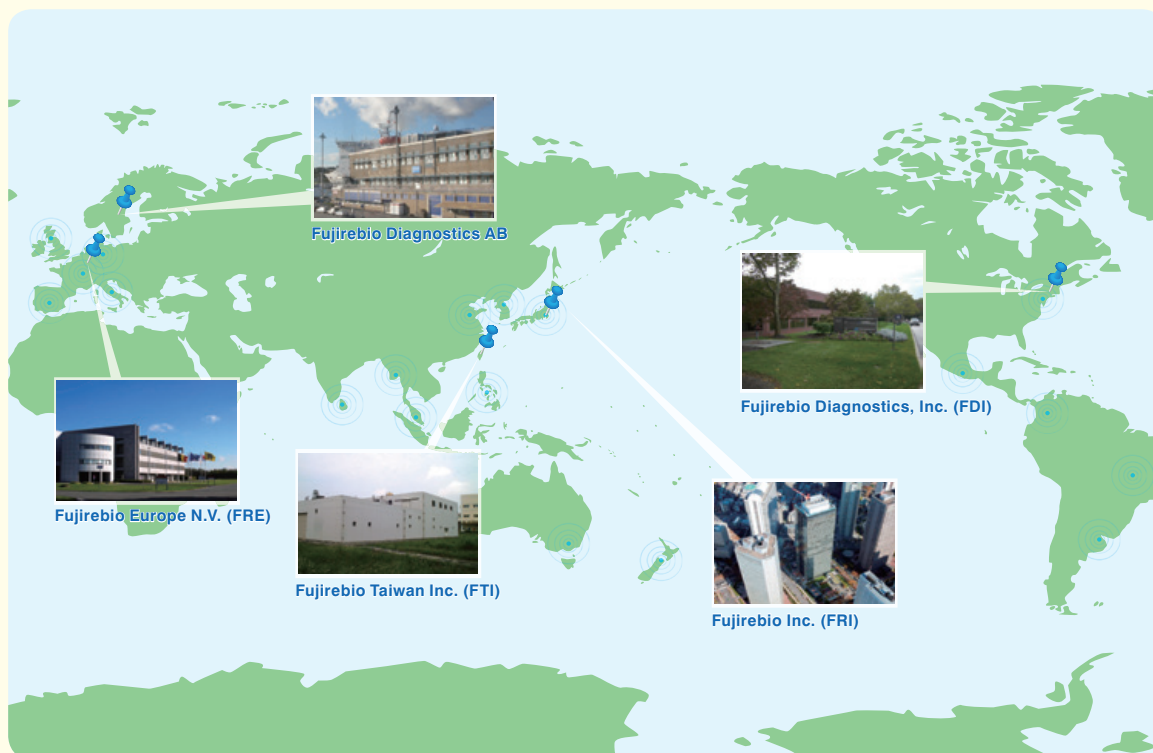 Fujirebio Diagnostics AB
Fujirebio Diagnostics, Inc. (FDI)
Fujirebio Europe N.V. (FRE)
Fujirebio Taiwan Inc. (FTI)
Fujirebio Inc. (FRI)